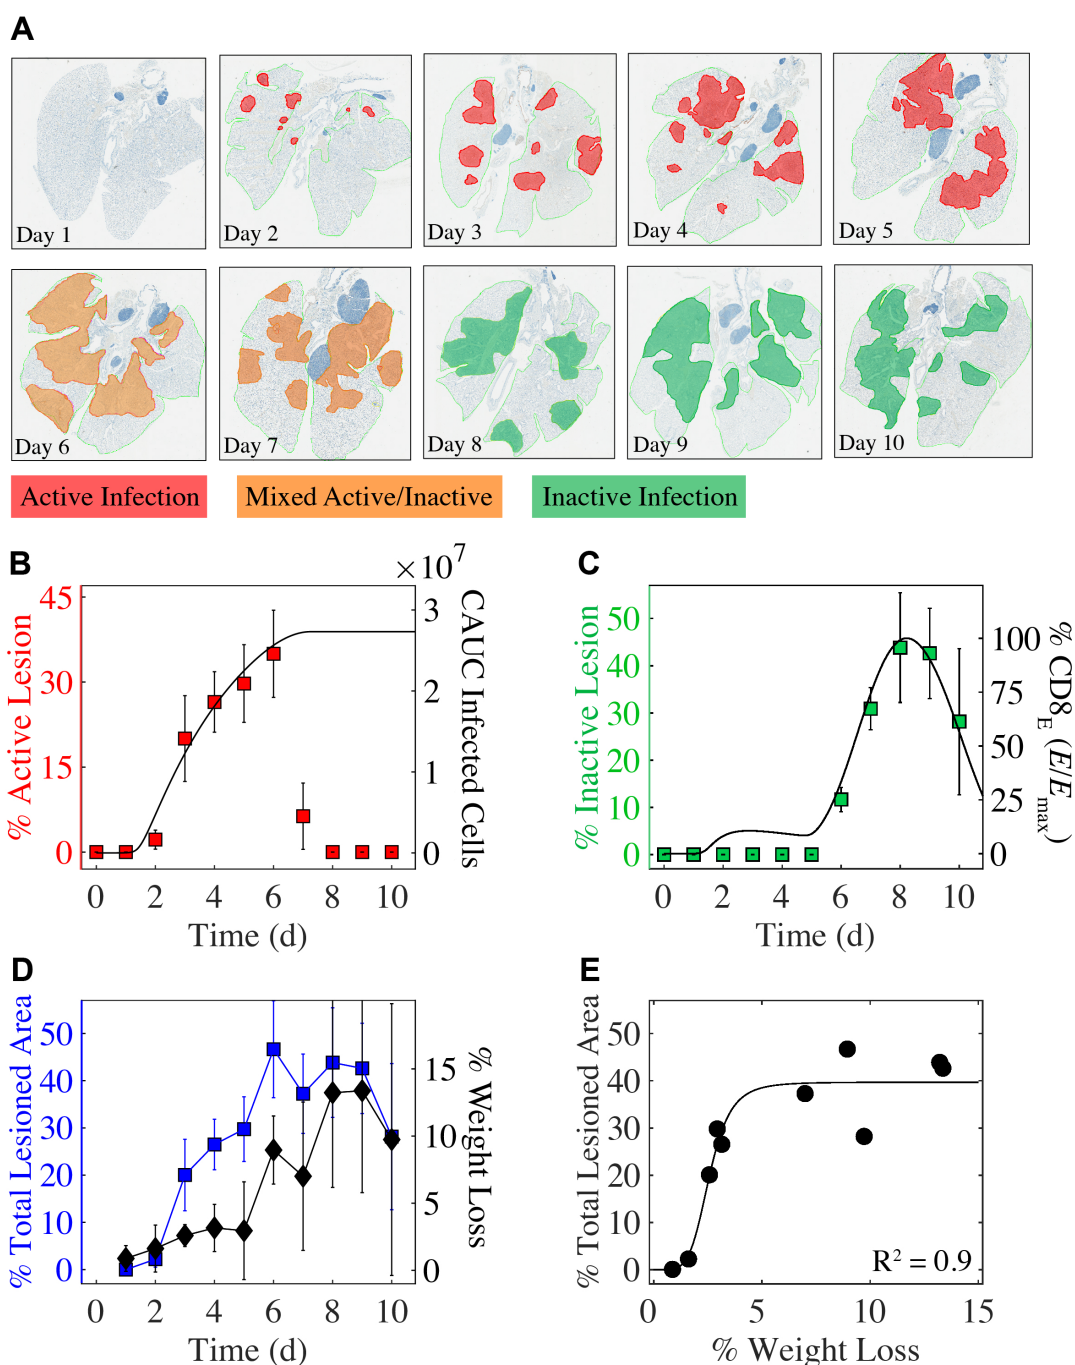 A
Day 1
Day 2
Day 3
Day 4
Day 5
Day 6
Day 7
Day 8
Day 9
Day 10
Active Infection
Mixed Active/Inactive
Inactive Infection
B
×10⁷
% Active Lesion
45
30
15
0
3
2
1
0
CAUC Infected Cells
0 2 4 6 8 10
Time (d)
C
% Inactive Lesion
50
40
30
20
10
0
100
75
50
25
0
% CD8E (E/Emax)
0 2 4 6 8 10
Time (d)
D
% Total Lesioned Area
50
40
30
20
10
0
15
10
5
0
% Weight Loss
0 2 4 6 8 10
Time (d)
E
% Total Lesioned Area
50
40
30
20
10
0
R² = 0.9
0 5 10 15
% Weight Loss